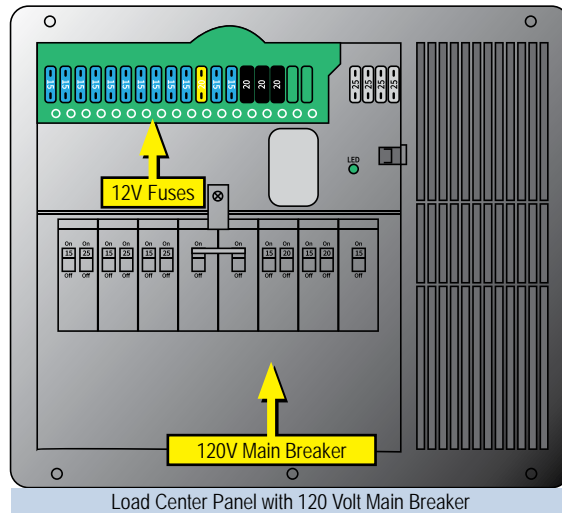 15 15 15 15 15 15 15 15 15 15 15 15 20 20 20 25 25 25 25
LED
12V Fuses
On On On On On On On On On On On On On
15 25 15 25 15 25 15 20 15 20 15
Off Off Off Off Off Off Off Off Off Off Off Off Off
120V Main Breaker
Load Center Panel with 120 Volt Main Breaker